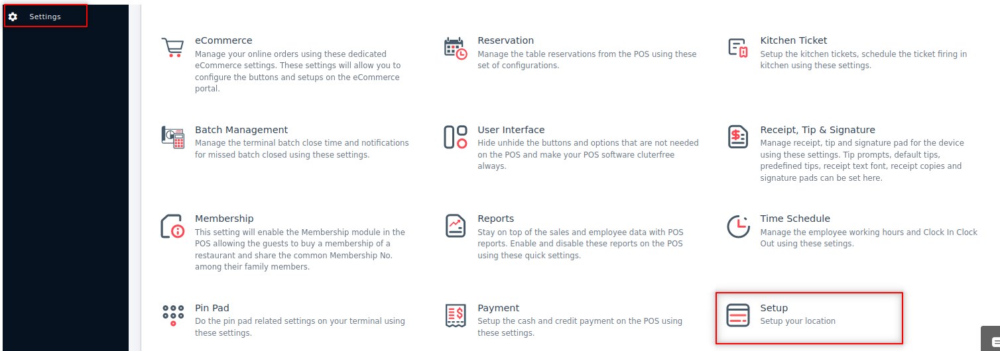 Settings
eCommerce
Manage your online orders using these dedicated
eCommerce settings. These settings will allow you to
configure the buttons and setups on the eCommerce
portal.
Reservation
Manage the table reservations from the POS using these
set of configurations.
Kitchen Ticket
Setup the kitchen tickets, schedule the ticket firing in
kitchen using these settings.
Batch Management
Manage the terminal batch close time and notifications
for missed batch closed using these settings.
User Interface
Hide unhide the buttons and options that are not needed
on the POS and make your POS software cluterfree
always.
Receipt, Tip & Signature
Manage receipt, tip and signature pad for the device
using these settings. Tip prompts, default tips,
predefined tips, receipt text font, receipt copies and
signature pads can be set here.
Membership
This setting will enable the Membership module in the
POS allowing the guests to buy a membership of a
restaurant and share the common Membership No.
among their family members.
Reports
Stay on top of the sales and employee data with POS
reports. Enable and disable these reports on the POS
using these quick settings.
Time Schedule
Manage the employee working hours and Clock In Clock
Out using these setings.
Pin Pad
Do the pin pad related settings on your terminal using
these settings.
Payment
Setup the cash and credit payment on the POS using
these settings.
Setup
Setup your location